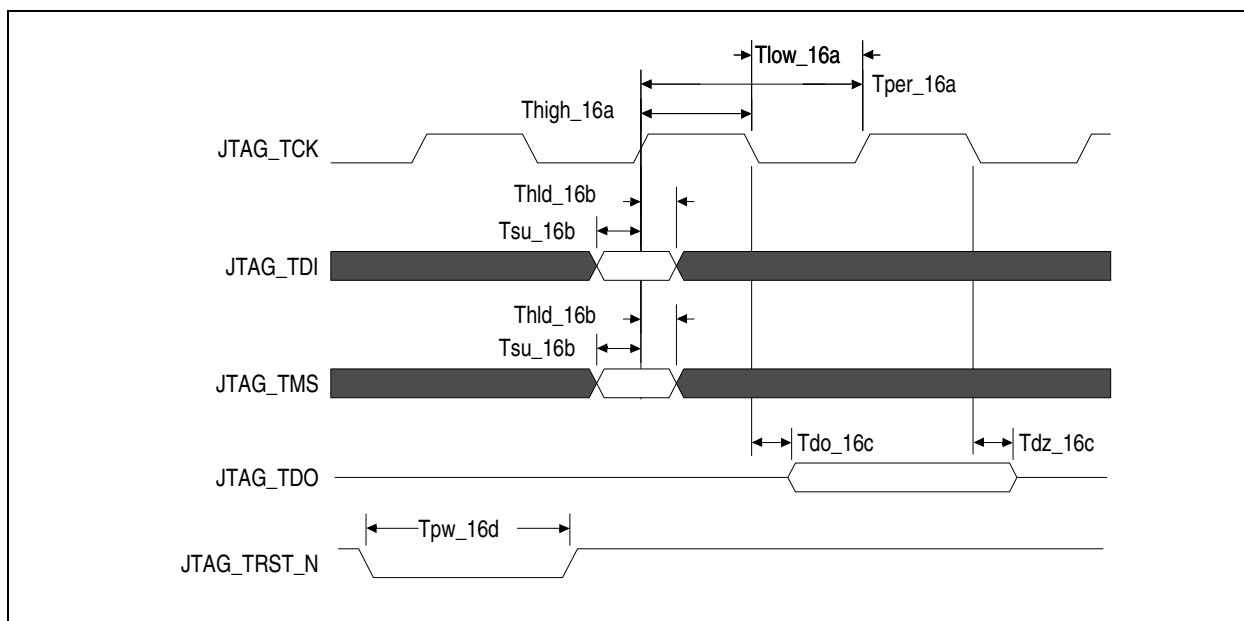 Tlow_16a
Tper_16a
Thigh_16a
JTAG_TCK
Thld_16b
Tsu_16b
JTAG_TDI
Thld_16b
Tsu_16b
JTAG_TMS
Tdo_16c
Tdz_16c
JTAG_TDO
Tpw_16d
JTAG_TRST_N